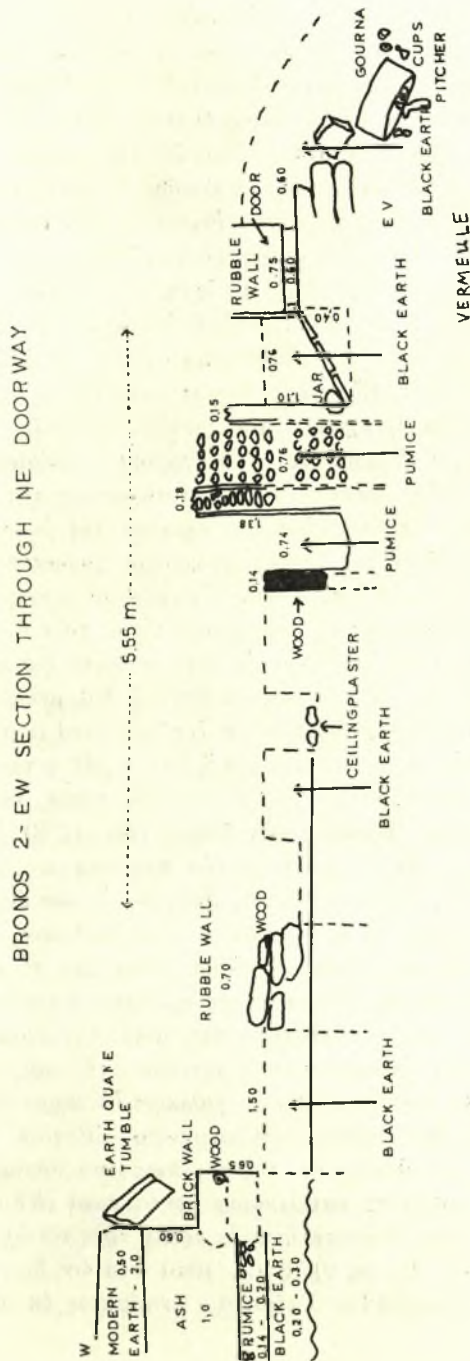 BRONOS 2 - EW SECTION THROUGH NE DOORWAY
5,55 m
W
MODERN EARTH
0,50
2,0
EARTH QUANE TUMBLE
ASH
1,0
0,60
BRICK WALL
WOOD
PUMICE
0,14 - 0,20
BLACK EARTH
0,20 - 0,30
0,65
1,50
BLACK EARTH
RUBBLE WALL
0,70
WOOD
BLACK EARTH
CEILINGPLASTER
WOOD
0,14
0,74
PUMICE
1,38
0,18
0,76
PUMICE
0,15
1,10
JAR
0,76
BLACK EARTH
0,40
RUBBLE WALL
0,75
0,60
DOOR
0,60
E V
BLACK EARTH
GOURNA
CUPS
PITCHER
VERMEULE